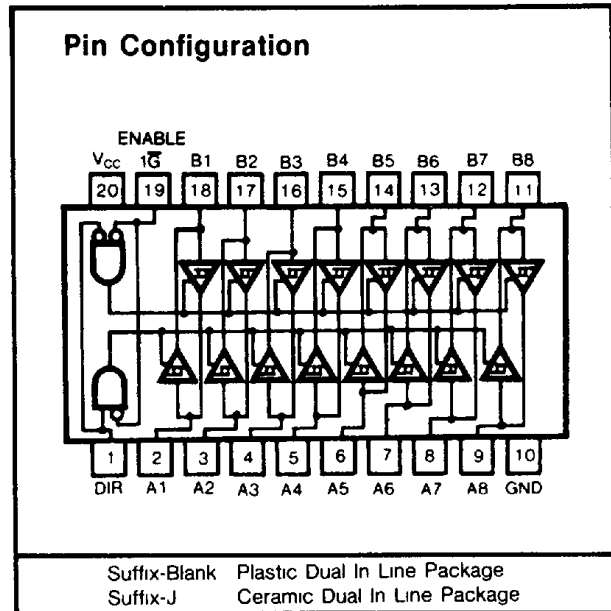 Pin Configuration
ENABLE
VCC 1G̅ B1 B2 B3 B4 B5 B6 B7 B8
20 19 18 17 16 15 14 13 12 11
1 2 3 4 5 6 7 8 9 10
DIR A1 A2 A3 A4 A5 A6 A7 A8 GND
Suffix-Blank Plastic Dual In Line Package
Suffix-J Ceramic Dual In Line Package